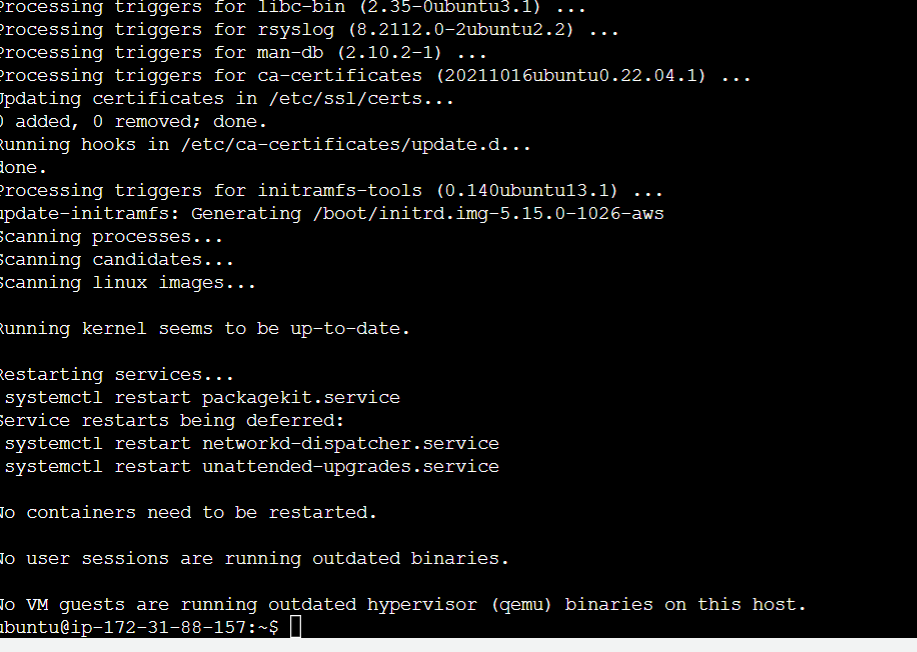 Processing triggers for libc-bin (2.35-0ubuntu3.1) ...
Processing triggers for rsyslog (8.2112.0-2ubuntu2.2) ...
Processing triggers for man-db (2.10.2-1) ...
Processing triggers for ca-certificates (20211016ubuntu0.22.04.1) ...
Updating certificates in /etc/ssl/certs...
0 added, 0 removed; done.
Running hooks in /etc/ca-certificates/update.d...
done.
Processing triggers for initramfs-tools (0.140ubuntu13.1) ...
update-initramfs: Generating /boot/initrd.img-5.15.0-1026-aws
Scanning processes...
Scanning candidates...
Scanning linux images...
Running kernel seems to be up-to-date.
Restarting services...
systemctl restart packagekit.service
Service restarts being deferred:
systemctl restart networkd-dispatcher.service
systemctl restart unattended-upgrades.service
No containers need to be restarted.
No user sessions are running outdated binaries.
No VM guests are running outdated hypervisor (qemu) binaries on this host.
ubuntu@ip-172-31-88-157:~$